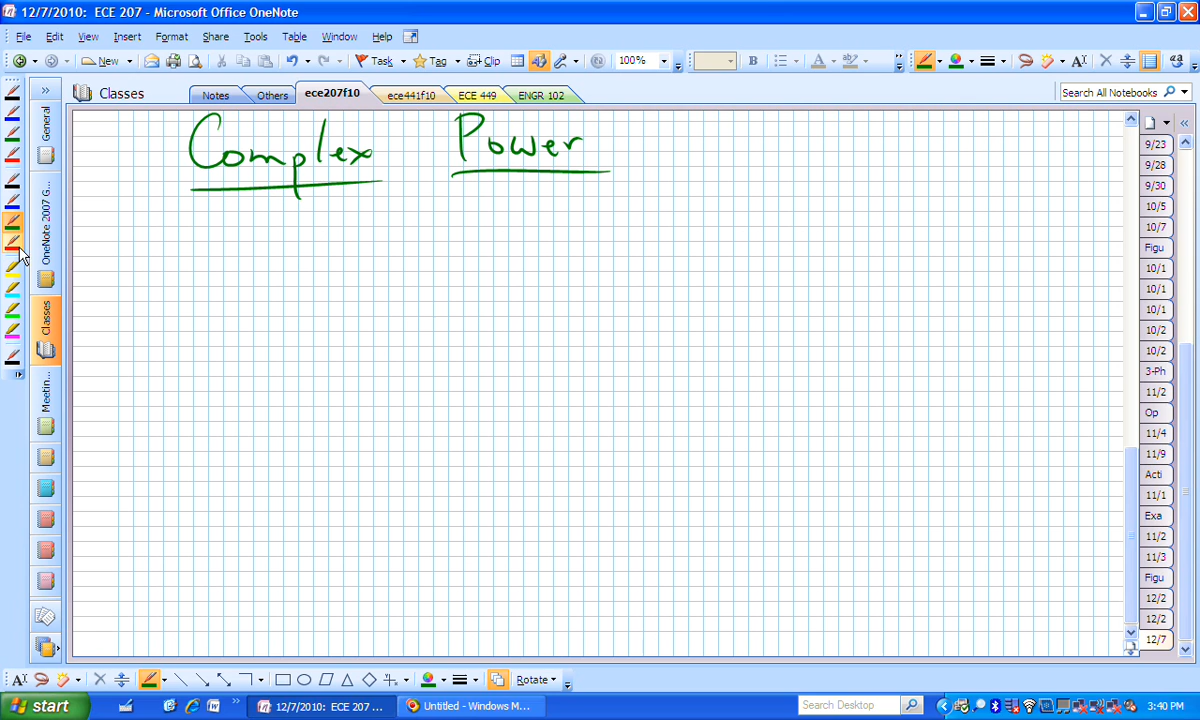 12/7/2010: ECE 207 - Microsoft Office OneNote
File Edit View Insert Format Share Tools Table Window Help
New Task Tag Clip 100% B A ab A
Classes Notes Others ece207f10 ece441f10 ECE 449 ENGR 102 Search All Notebooks
General
OneNote 2007 G...
Classes
Meetin...
Complex Power
9/23
9/28
9/30
10/5
10/7
Figu
10/1
10/1
10/1
10/2
10/2
3-Ph
11/2
Op
11/4
11/9
Acti
11/1
Exa
11/2
11/3
Figu
12/2
12/2
12/7
A Rotate
start 12/7/2010: ECE 207 ... Untitled - Windows M... Search Desktop 3:40 PM